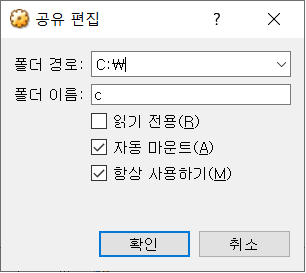 공유 편집 ?
폴더 경로: C:₩
폴더 이름: c
읽기 전용(R)
자동 마운트(A)
항상 사용하기(M)
확인 취소